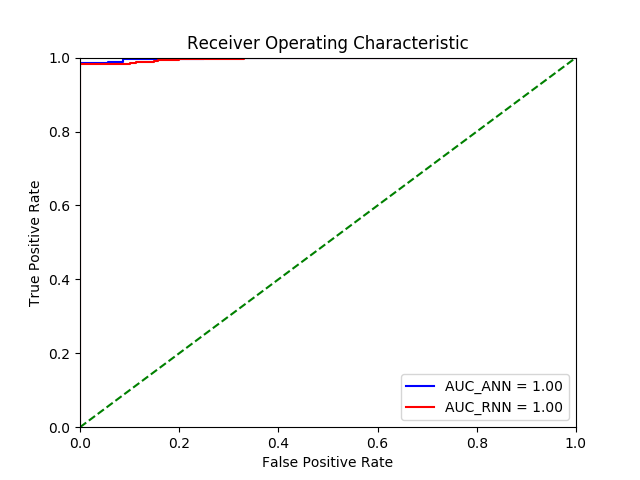 Receiver Operating Characteristic
1.0
0.8
0.6
0.4
0.2
0.0
True Positive Rate
AUC_ANN = 1.00
AUC_RNN = 1.00
0.0 0.2 0.4 0.6 0.8 1.0
False Positive Rate